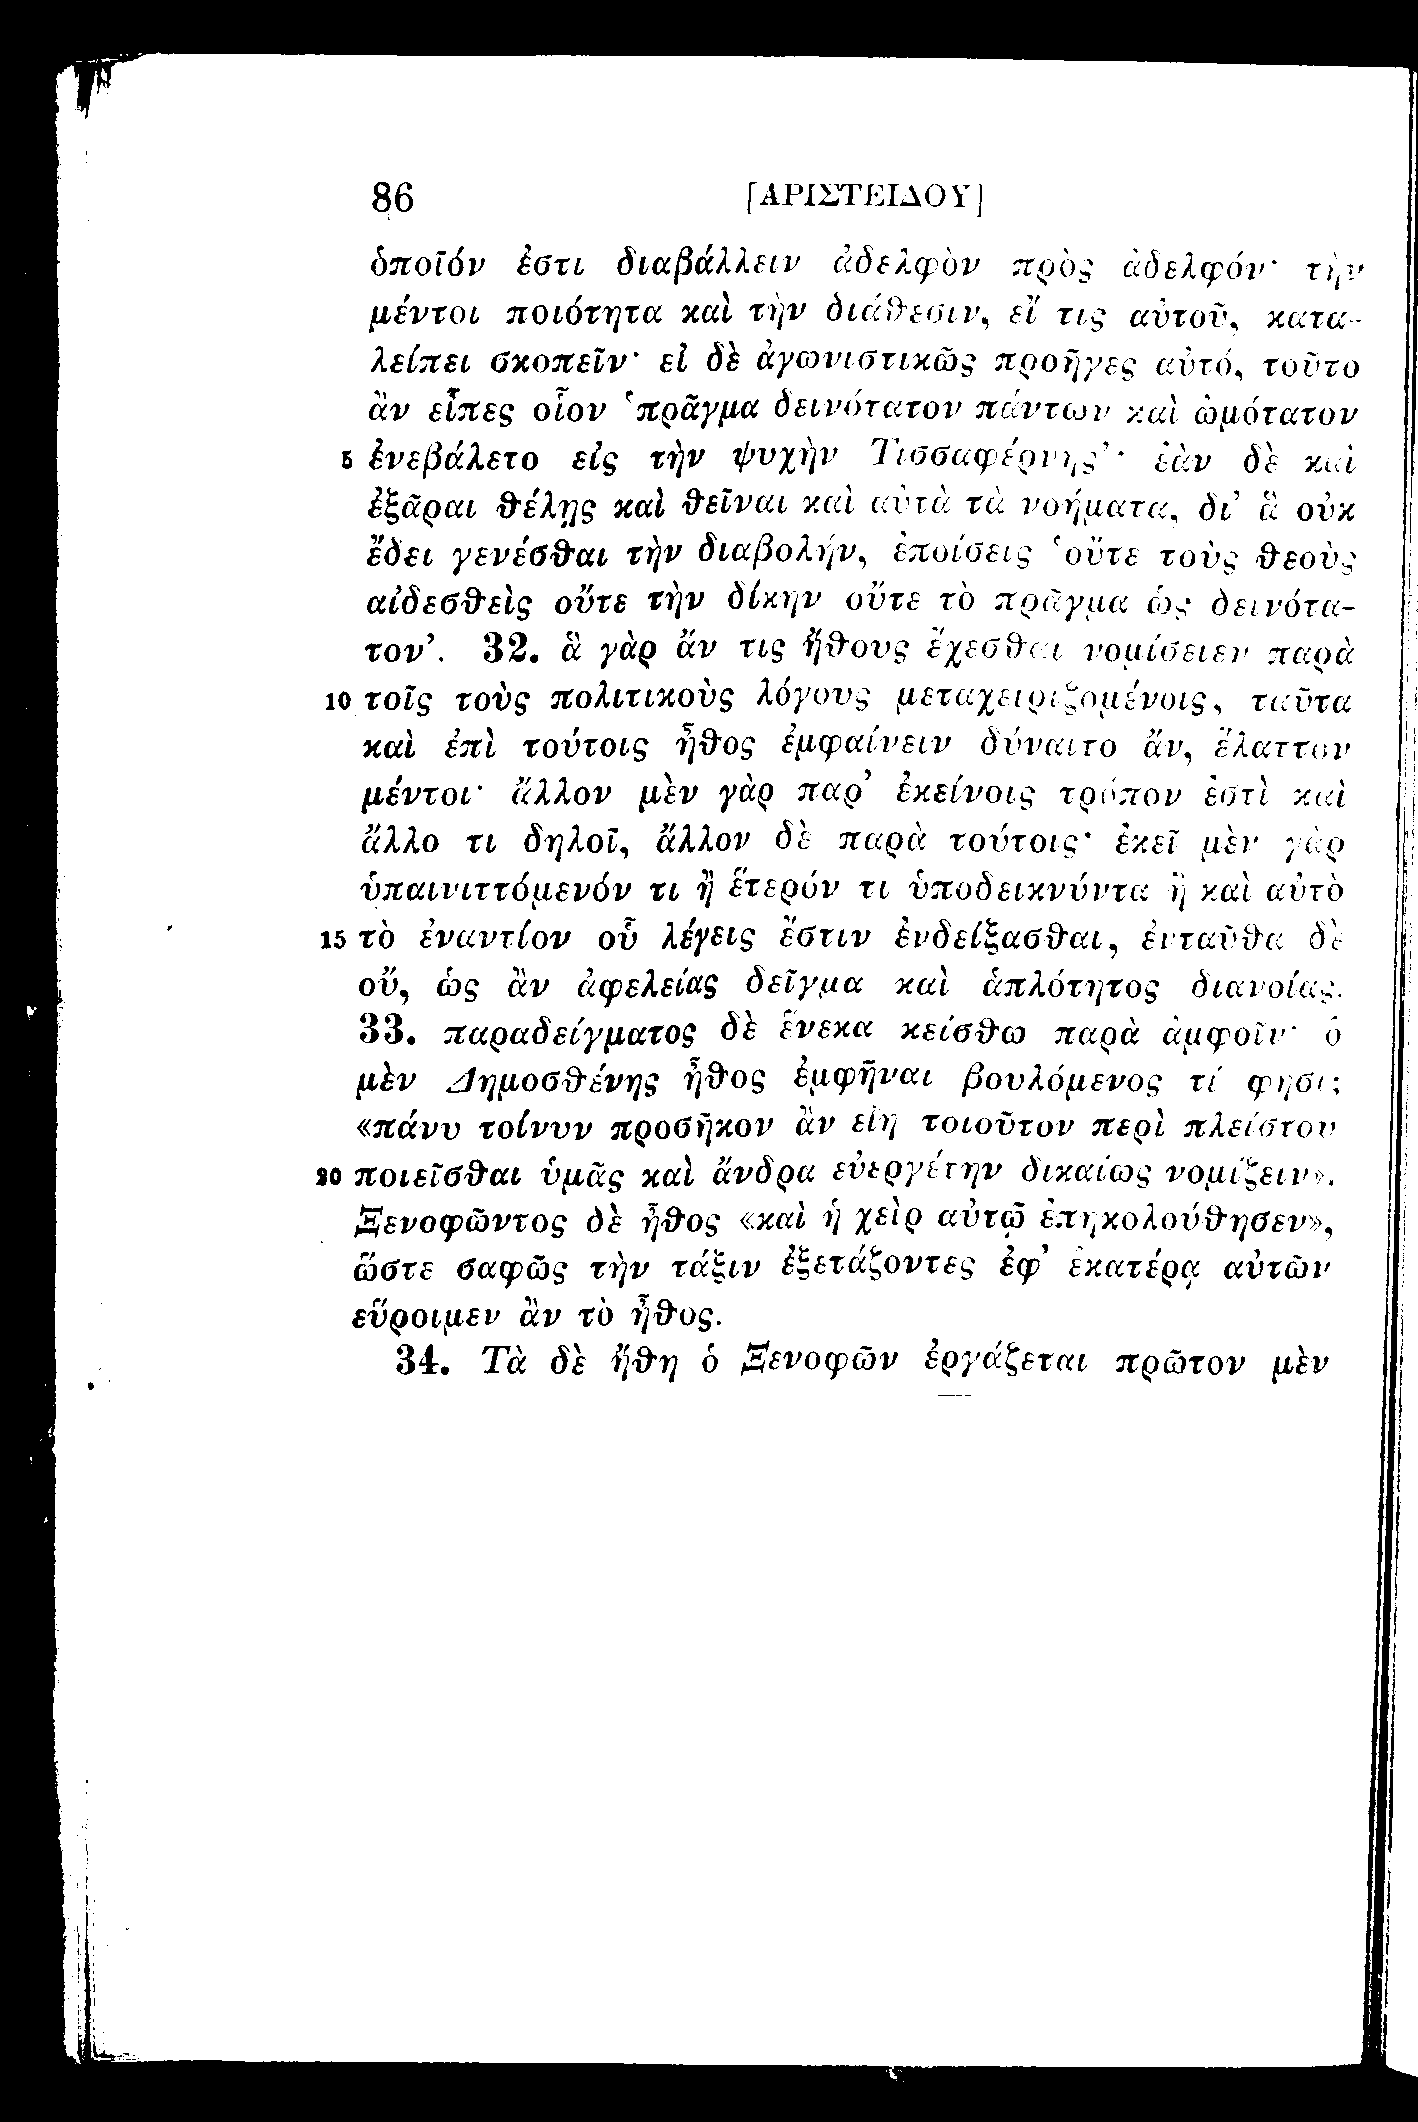 86 [ΑΡΙΣΤΕΙΔΟΥ]
ὁποῖόν ἐστι διαβάλλειν ἀδελφὸν πρὸς ἀδελφόν· τὴν
μέντοι ποιότητα καὶ τὴν διάθεσιν, εἴ τις αὐτοῦ, κατα-
λείπει σκοπεῖν· εἰ δὲ ἀγωνιστικῶς προῆγες αὐτό, τοῦτο
ἂν εἶπες οἷον ‛πρᾶγμα δεινότατον πάντων καὶ ὠμότατον
5 ἐνεβάλετο εἰς τὴν ψυχὴν Τισσαφέρνης’· ἐὰν δὲ καὶ
ἐξᾶραι θέλῃς καὶ θεῖναι καὶ αὐτὰ τὰ νοήματα, δι’ ἃ οὐκ
ἔδει γενέσθαι τὴν διαβολήν, ἐποίσεις ‛οὔτε τοὺς θεοὺς
αἰδεσθεὶς οὔτε τὴν δίκην οὔτε τὸ πρᾶγμα ὡς δεινότα-
τον’. 32. ἃ γὰρ ἄν τις ἤθους ἔχεσθαι νομίσειεν παρὰ
10 τοῖς τοὺς πολιτικοὺς λόγους μεταχειριζομένοις, ταῦτα
καὶ ἐπὶ τούτοις ἦθος ἐμφαίνειν δύναιτο ἄν, ἔλαττον
μέντοι· ἄλλον μὲν γὰρ παρ’ ἐκείνοις τρόπον ἐστὶ καὶ
ἄλλο τι δηλοῖ, ἄλλον δὲ παρὰ τούτοις· ἐκεῖ μὲν γὰρ
ὑπαινιττόμενόν τι ἢ ἕτερόν τι ὑποδεικνύντα ἢ καὶ αὐτὸ
15 τὸ ἐναντίον οὗ λέγεις ἔστιν ἐνδείξασθαι, ἐνταῦθα δὲ
οὔ, ὡς ἂν ἀφελείας δεῖγμα καὶ ἁπλότητος διανοίας.
33. παραδείγματος δὲ ἕνεκα κείσθω παρὰ ἀμφοῖν· ὁ
μὲν Δημοσθένης ἦθος ἐμφῆναι βουλόμενος τί φησι;
«πάνυ τοίνυν προσῆκον ἂν εἴη τοιοῦτον περὶ πλείστου
20 ποιεῖσθαι ὑμᾶς καὶ ἄνδρα εὐεργέτην δικαίως νομίζειν».
Ξενοφῶντος δὲ ἦθος «καὶ ἡ χεὶρ αὐτῷ ἐπηκολούθησεν»,
ὥστε σαφῶς τὴν τάξιν ἐξετάζοντες ἐφ’ ἑκατέρᾳ αὐτῶν
εὕροιμεν ἂν τὸ ἦθος.
34. Τὰ δὲ ἤθη ὁ Ξενοφῶν ἐργάζεται πρῶτον μὲν